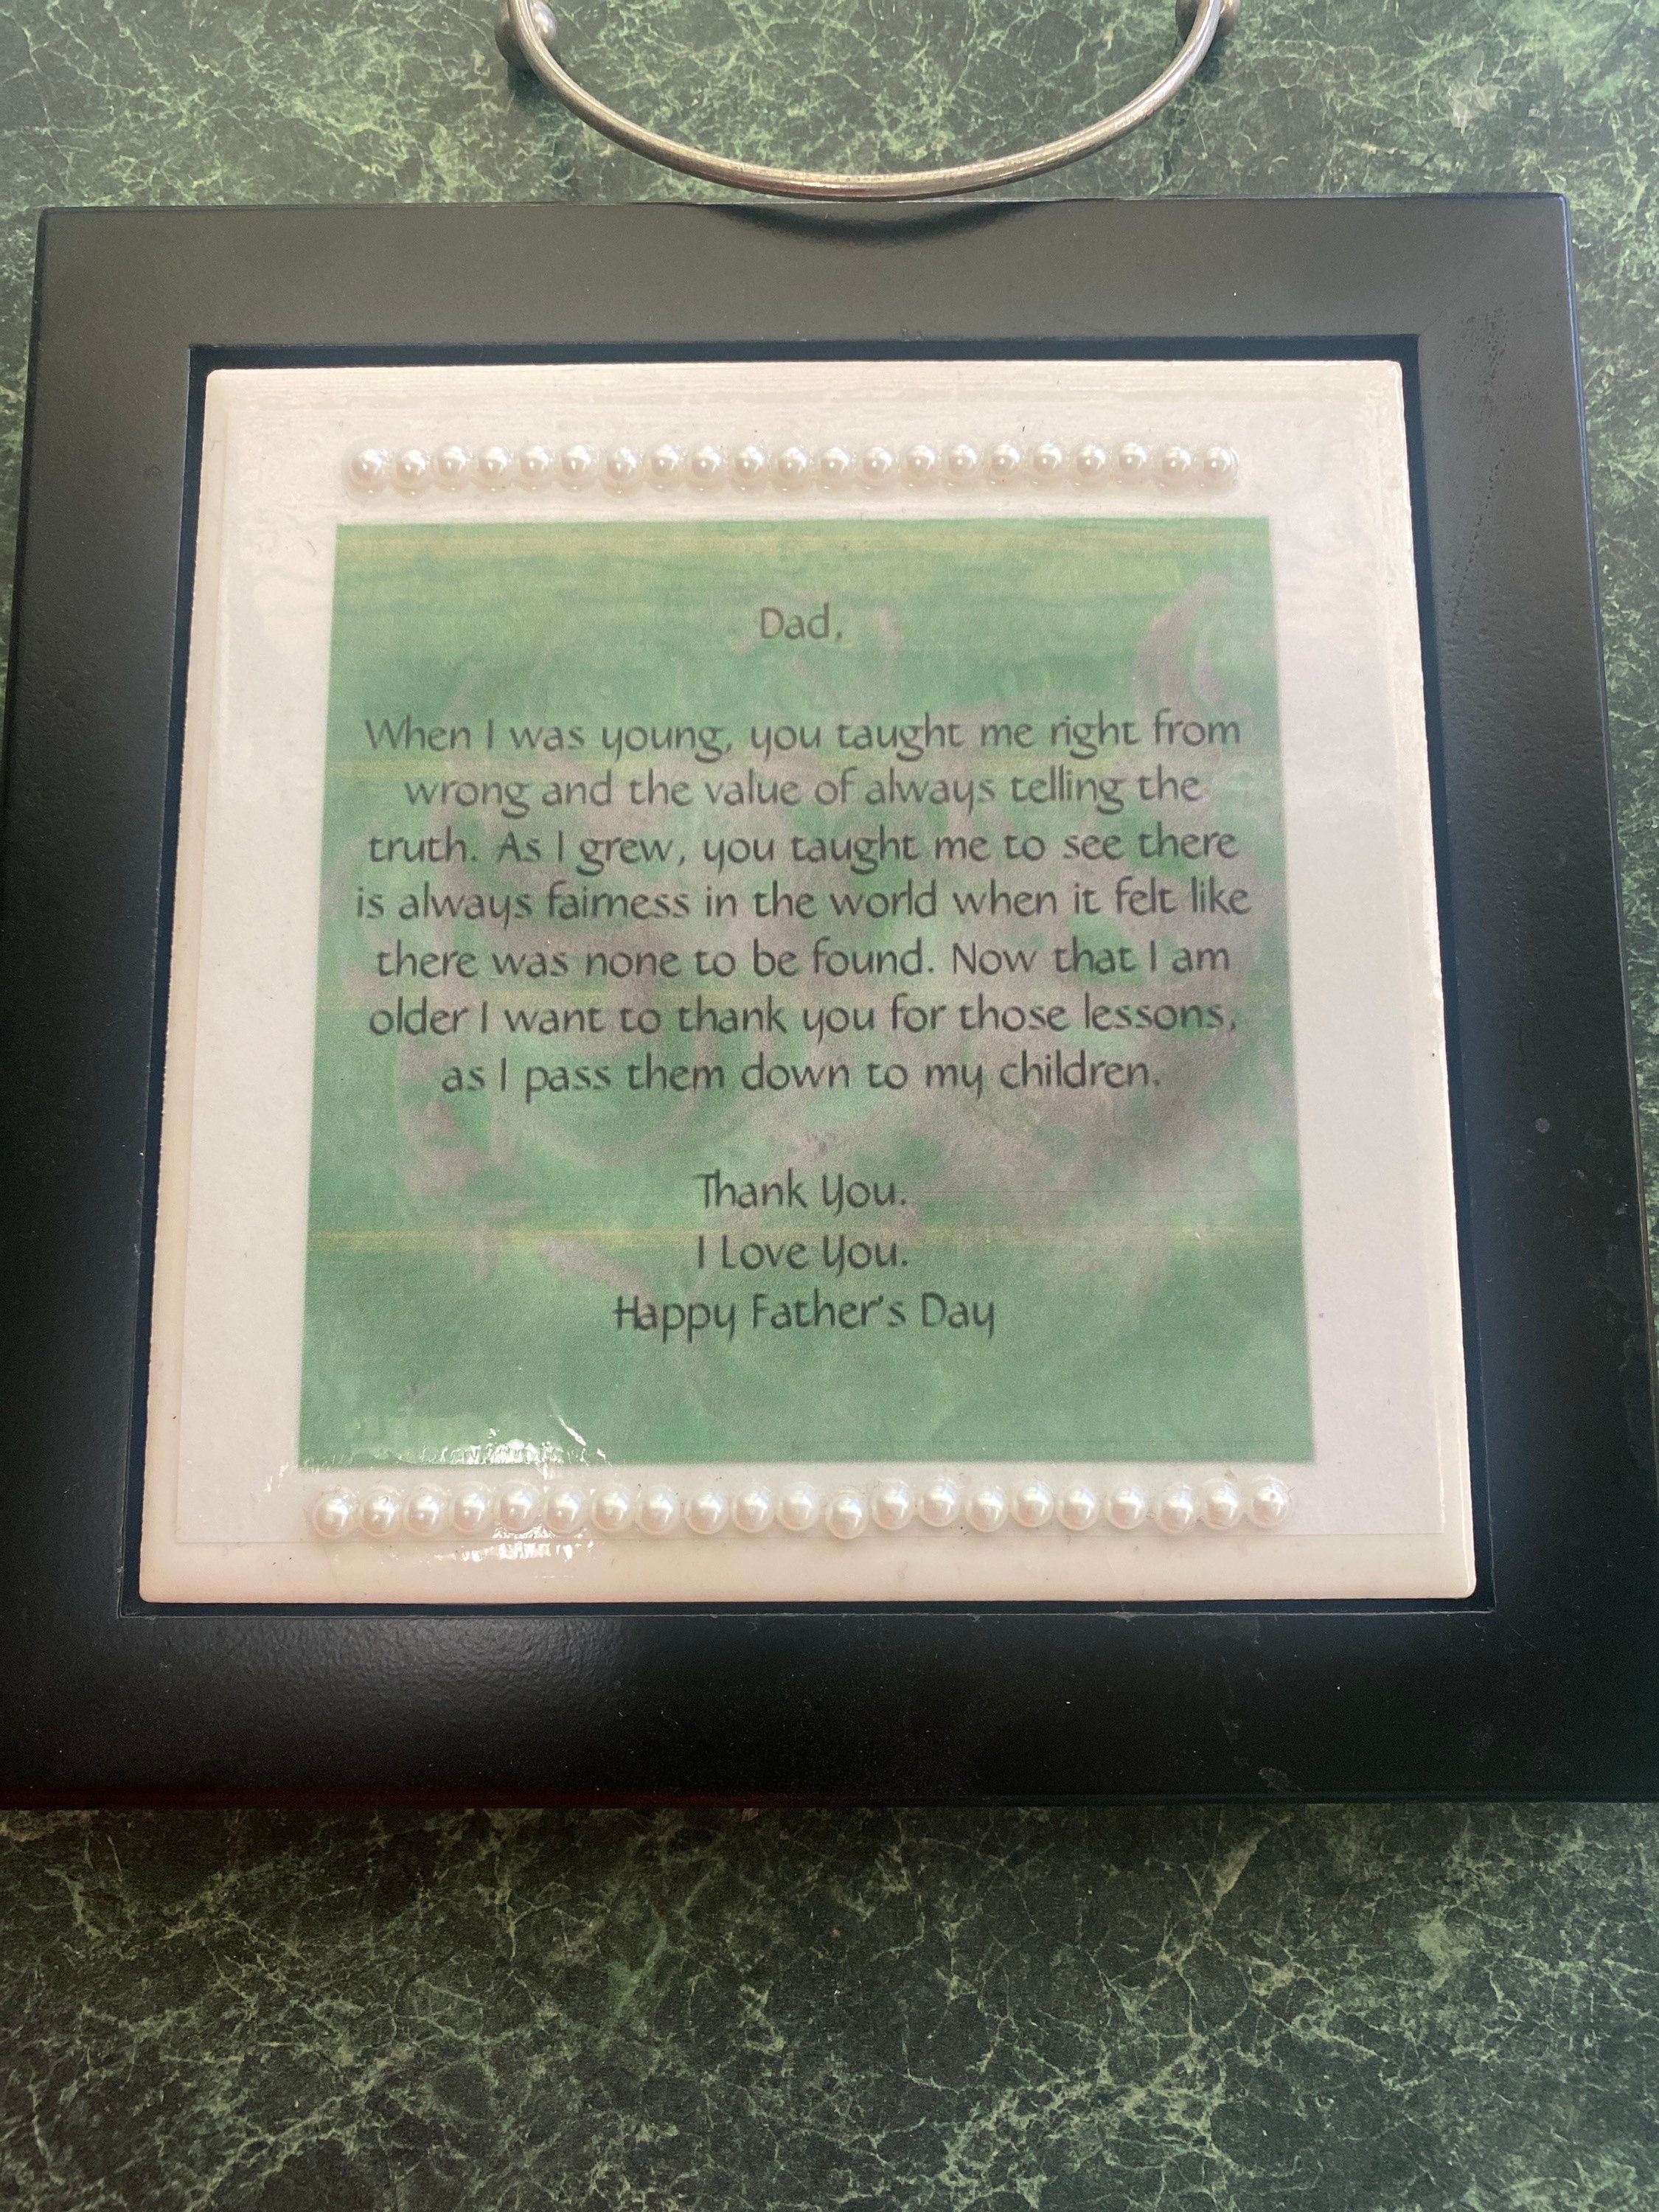 Dad,
When I was young, you taught me right from
wrong and the value of always telling the
truth. As I grew, you taught me to see there
is always fairness in the world when it felt like
there was none to be found. Now that I am
older I want to thank you for those lessons,
as I pass them down to my children.
Thank You.
I Love You.
Happy Father's Day